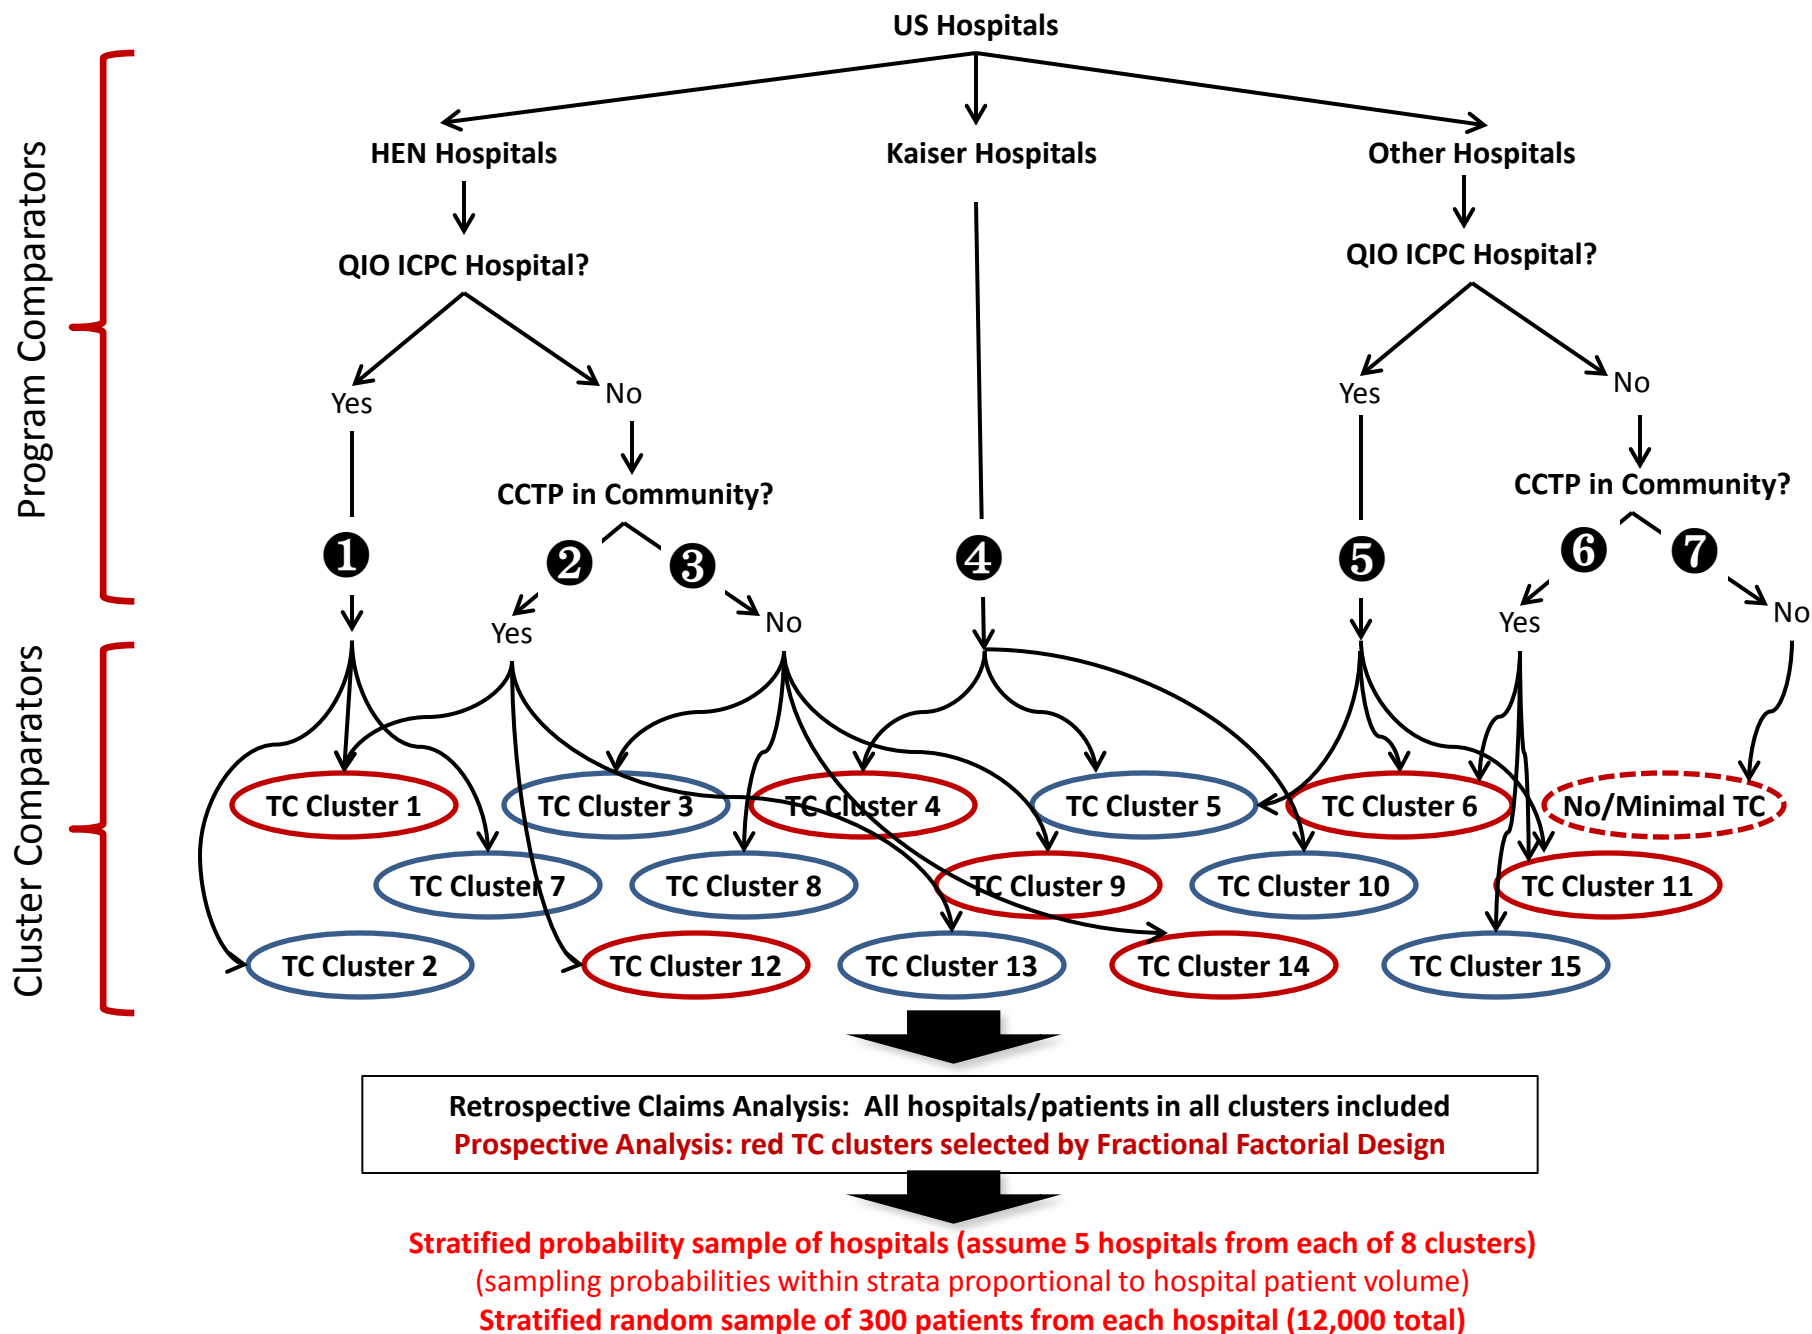 US Hospitals
HEN Hospitals
Kaiser Hospitals
Other Hospitals
QIO ICPC Hospital?
QIO ICPC Hospital?
Yes
No
Yes
No
CCTP in Community?
CCTP in Community?
1
2
3
4
5
6
7
Yes
No
Yes
No
Program Comparators
Cluster Comparators
TC Cluster 1
TC Cluster 3
TC Cluster 4
TC Cluster 5
TC Cluster 6
No/Minimal TC
TC Cluster 7
TC Cluster 8
TC Cluster 9
TC Cluster 10
TC Cluster 11
TC Cluster 2
TC Cluster 12
TC Cluster 13
TC Cluster 14
TC Cluster 15
Retrospective Claims Analysis: All hospitals/patients in all clusters included
Prospective Analysis: red TC clusters selected by Fractional Factorial Design
Stratified probability sample of hospitals (assume 5 hospitals from each of 8 clusters)
(sampling probabilities within strata proportional to hospital patient volume)
Stratified random sample of 300 patients from each hospital (12,000 total)